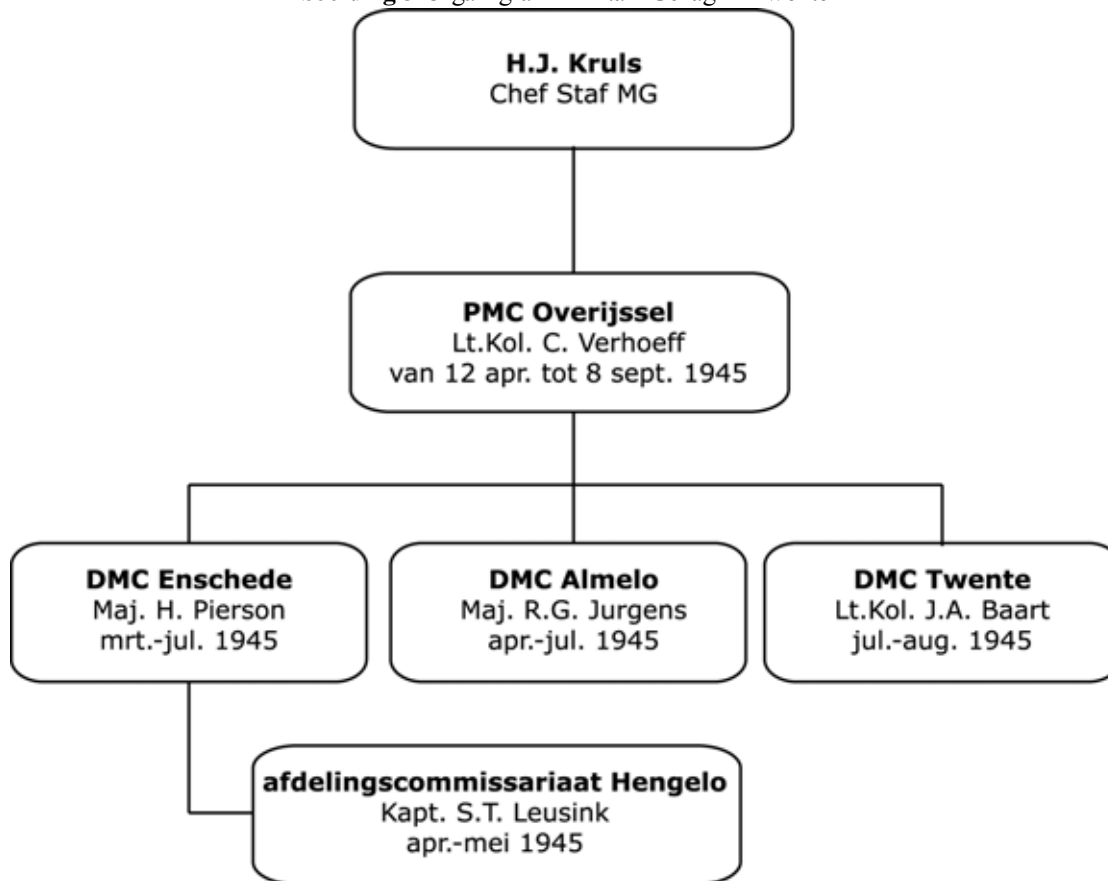 H.J. Kruls
Chef Staf MG
PMC Overijssel
Lt.Kol. C. Verhoeff
van 12 apr. tot 8 sept. 1945
DMC Enschede
Maj. H. Pierson
mrt.-jul. 1945
DMC Almelo
Maj. R.G. Jurgens
apr.-jul. 1945
DMC Twente
Lt.Kol. J.A. Baart
jul.-aug. 1945
afdelingscommissariaat Hengelo
Kapt. S.T. Leusink
apr.-mei 1945